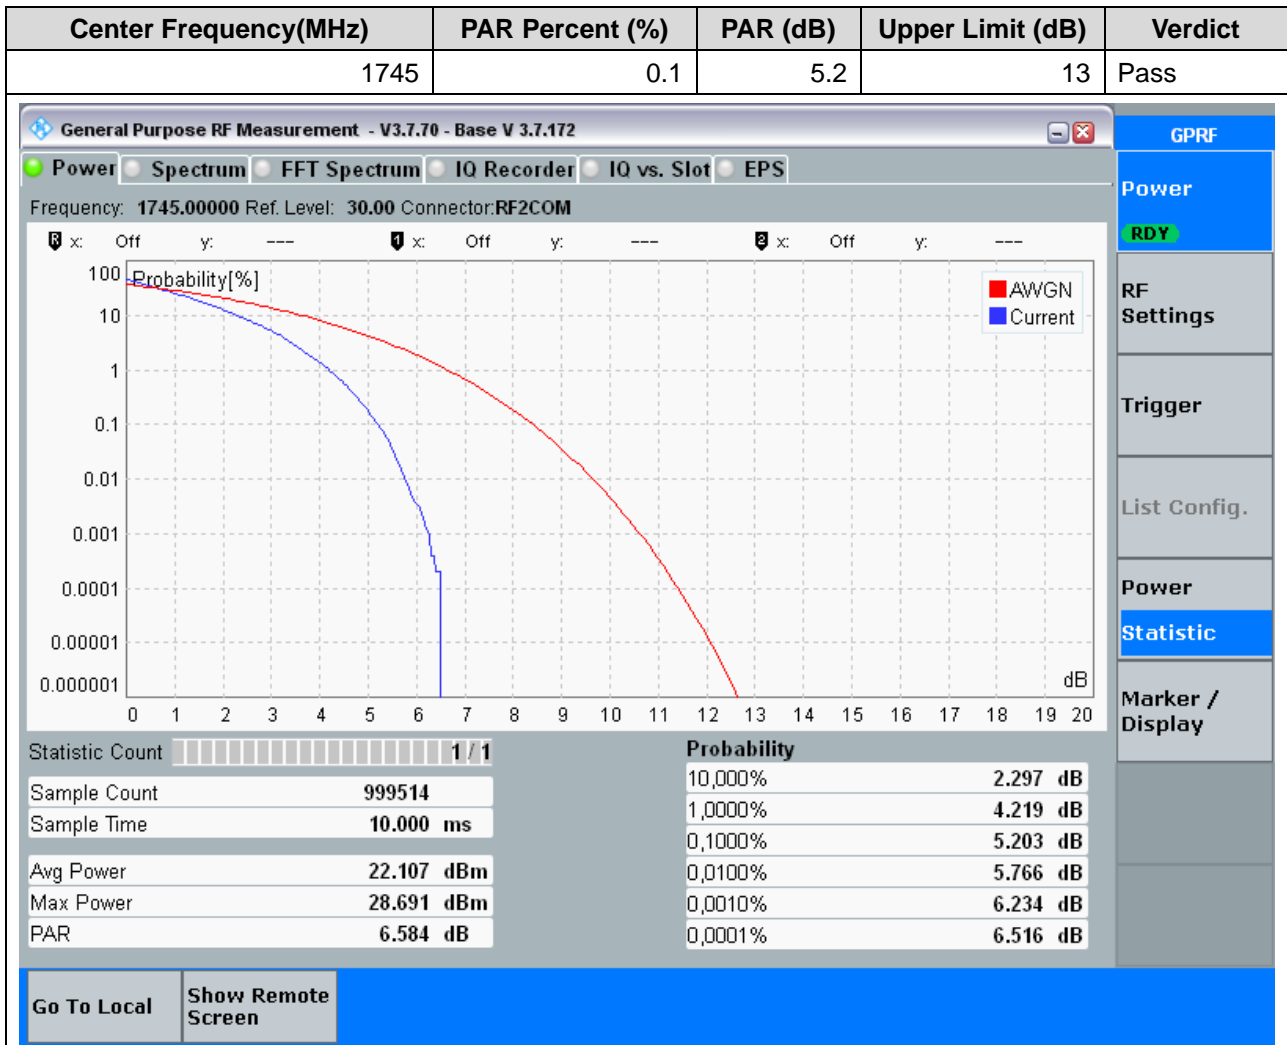 Center Frequency(MHz) PAR Percent (%) PAR (dB) Upper Limit (dB) Verdict
1745 0.1 5.2 13 Pass
General Purpose RF Measurement - V3.7.70 - Base V 3.7.172
GPRF
Power Spectrum FFT Spectrum IQ Recorder IQ vs. Slot EPS
Frequency: 1745.00000 Ref. Level: 30.00 Connector:RF2COM
Power
RDY
R x: Off y: --- 1 x: Off y: --- 2 x: Off y: ---
Probability[%]
100
10
1
0.1
0.01
0.001
0.0001
0.00001
0.000001
AWGN
Current
dB
0 1 2 3 4 5 6 7 8 9 10 11 12 13 14 15 16 17 18 19 20
RF
Settings
Trigger
List Config.
Power
Statistic
Marker /
Display
Statistic Count 1 / 1
Sample Count 999514
Sample Time 10.000 ms
Avg Power 22.107 dBm
Max Power 28.691 dBm
PAR 6.584 dB
Probability
10,000% 2.297 dB
1,0000% 4.219 dB
0,1000% 5.203 dB
0,0100% 5.766 dB
0,0010% 6.234 dB
0,0001% 6.516 dB
Go To Local
Show Remote
Screen